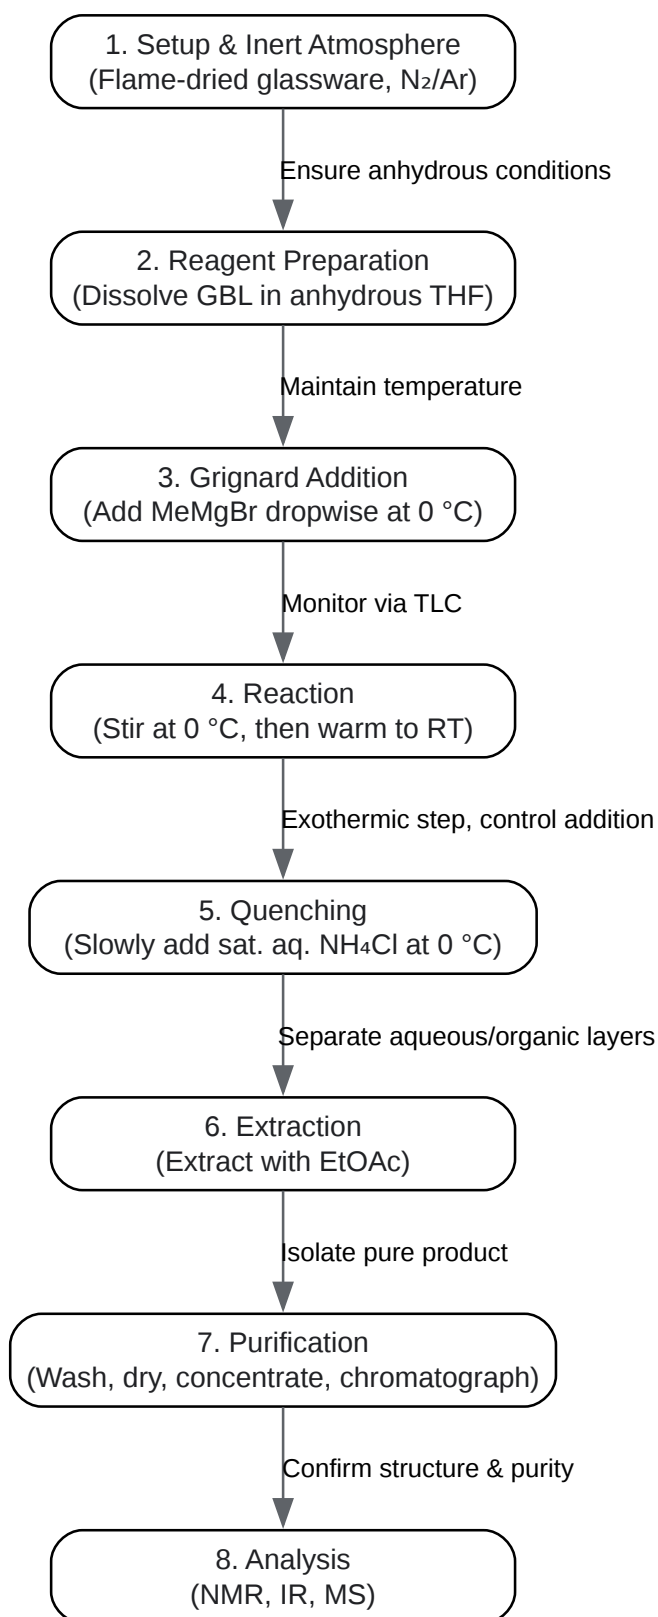 1. Setup & Inert Atmosphere
(Flame-dried glassware, N₂/Ar)
Ensure anhydrous conditions
2. Reagent Preparation
(Dissolve GBL in anhydrous THF)
Maintain temperature
3. Grignard Addition
(Add MeMgBr dropwise at 0 °C)
Monitor via TLC
4. Reaction
(Stir at 0 °C, then warm to RT)
Exothermic step, control addition
5. Quenching
(Slowly add sat. aq. NH₄Cl at 0 °C)
Separate aqueous/organic layers
6. Extraction
(Extract with EtOAc)
Isolate pure product
7. Purification
(Wash, dry, concentrate, chromatograph)
Confirm structure & purity
8. Analysis
(NMR, IR, MS)